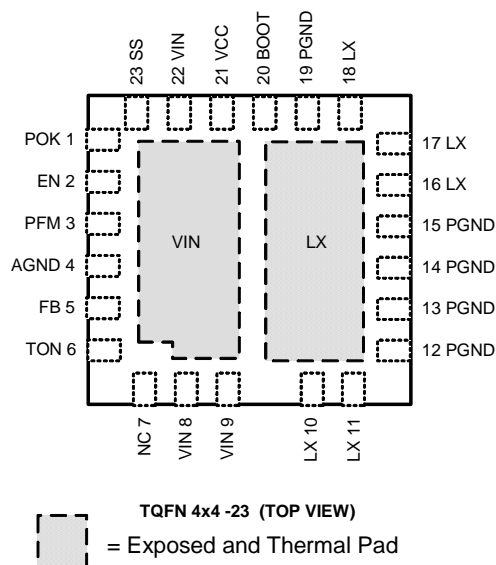 23 SS
22 VIN
21 VCC
20 BOOT
19 PGND
18 LX
POK 1
EN 2
PFM 3
AGND 4
FB 5
TON 6
VIN
LX
17 LX
16 LX
15 PGND
14 PGND
13 PGND
12 PGND
NC 7
VIN 8
VIN 9
LX 10
LX 11
TQFN 4x4 -23 (TOP VIEW)
= Exposed and Thermal Pad